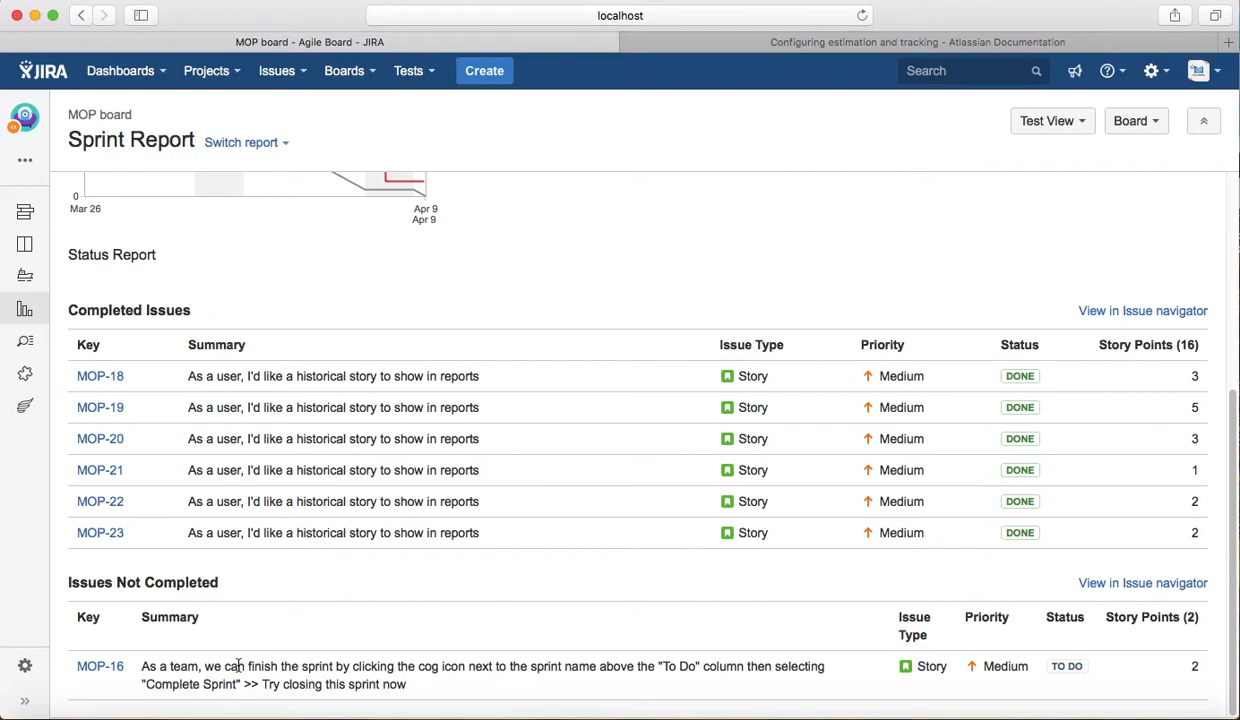 localhost
MOP board - Agile Board - JIRA
Configuring estimation and tracking - Atlassian Documentation
JIRA Dashboards Projects Issues Boards Tests Create Search
MOP board
Sprint Report Switch report
Test View Board
0
Mar 26 Apr 9
Apr 9
Status Report
Completed Issues View in Issue navigator
Key Summary Issue Type Priority Status Story Points (16)
MOP-18 As a user, I'd like a historical story to show in reports Story Medium DONE 3
MOP-19 As a user, I'd like a historical story to show in reports Story Medium DONE 5
MOP-20 As a user, I'd like a historical story to show in reports Story Medium DONE 3
MOP-21 As a user, I'd like a historical story to show in reports Story Medium DONE 1
MOP-22 As a user, I'd like a historical story to show in reports Story Medium DONE 2
MOP-23 As a user, I'd like a historical story to show in reports Story Medium DONE 2
Issues Not Completed View in Issue navigator
Key Summary Issue Type Priority Status Story Points (2)
MOP-16 As a team, we can finish the sprint by clicking the cog icon next to the sprint name above the "To Do" column then selecting Story Medium TO DO 2
"Complete Sprint" >> Try closing this sprint now